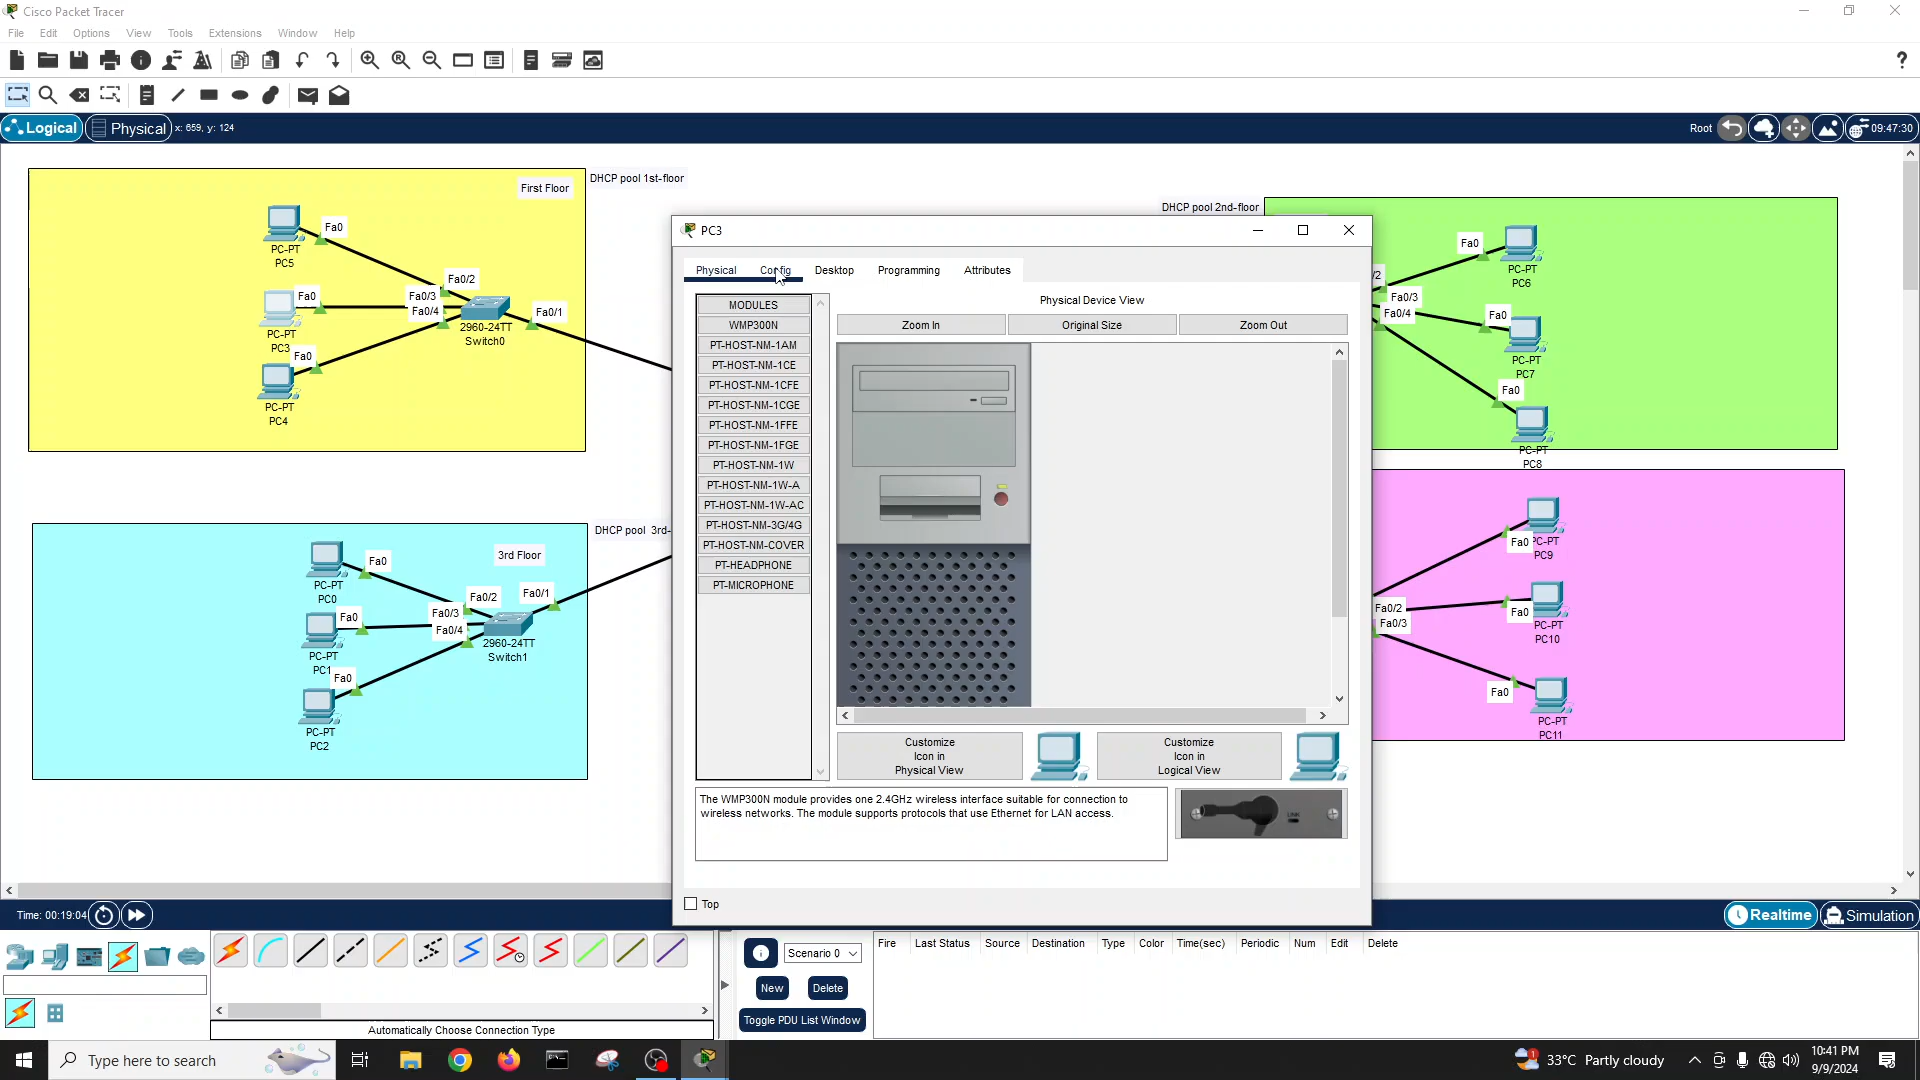 Cisco Packet Tracer
File Edit Options View Tools Extensions Window Help
Logical Physical x: 659, y: 124 Root 09:47:30
First Floor
DHCP pool 1st-floor
Fa0
PC-PT
PC5
Fa0/2
Fa0
Fa0/3
Fa0/4
Fa0/1
PC-PT
PC3
2960-24TT
Switch0
Fa0
PC-PT
PC4
DHCP pool 3rd-
3rd Floor
Fa0
PC-PT
PC0
Fa0/2
Fa0/1
Fa0
Fa0/3
Fa0/4
2960-24TT
Switch1
PC-PT
PC1
Fa0
PC-PT
PC2
PC3
Physical Config Desktop Programming Attributes
MODULES
WMP300N
PT-HOST-NM-1AM
PT-HOST-NM-1CE
PT-HOST-NM-1CFE
PT-HOST-NM-1CGE
PT-HOST-NM-1FFE
PT-HOST-NM-1FGE
PT-HOST-NM-1W
PT-HOST-NM-1W-A
PT-HOST-NM-1W-AC
PT-HOST-NM-3G/4G
PT-HOST-NM-COVER
PT-HEADPHONE
PT-MICROPHONE
Physical Device View
Zoom In Original Size Zoom Out
Customize
Icon in
Physical View
Customize
Icon in
Logical View
The WMP300N module provides one 2.4GHz wireless interface suitable for connection to
wireless networks. The module supports protocols that use Ethernet for LAN access.
LINK
Top
DHCP pool 2nd-floor
Fa0
PC-PT
PC6
/2
Fa0/3
Fa0/4
Fa0
PC-PT
PC7
Fa0
PC-PT
PC8
Fa0
PC-PT
PC9
Fa0/2
Fa0/3
Fa0
PC-PT
PC10
Fa0
PC-PT
PC11
Time: 00:19:04 Realtime Simulation
Scenario 0
New Delete
Toggle PDU List Window
Fire Last Status Source Destination Type Color Time(sec) Periodic Num Edit Delete
Automatically Choose Connection Type
Type here to search
33°C Partly cloudy
10:41 PM
9/9/2024